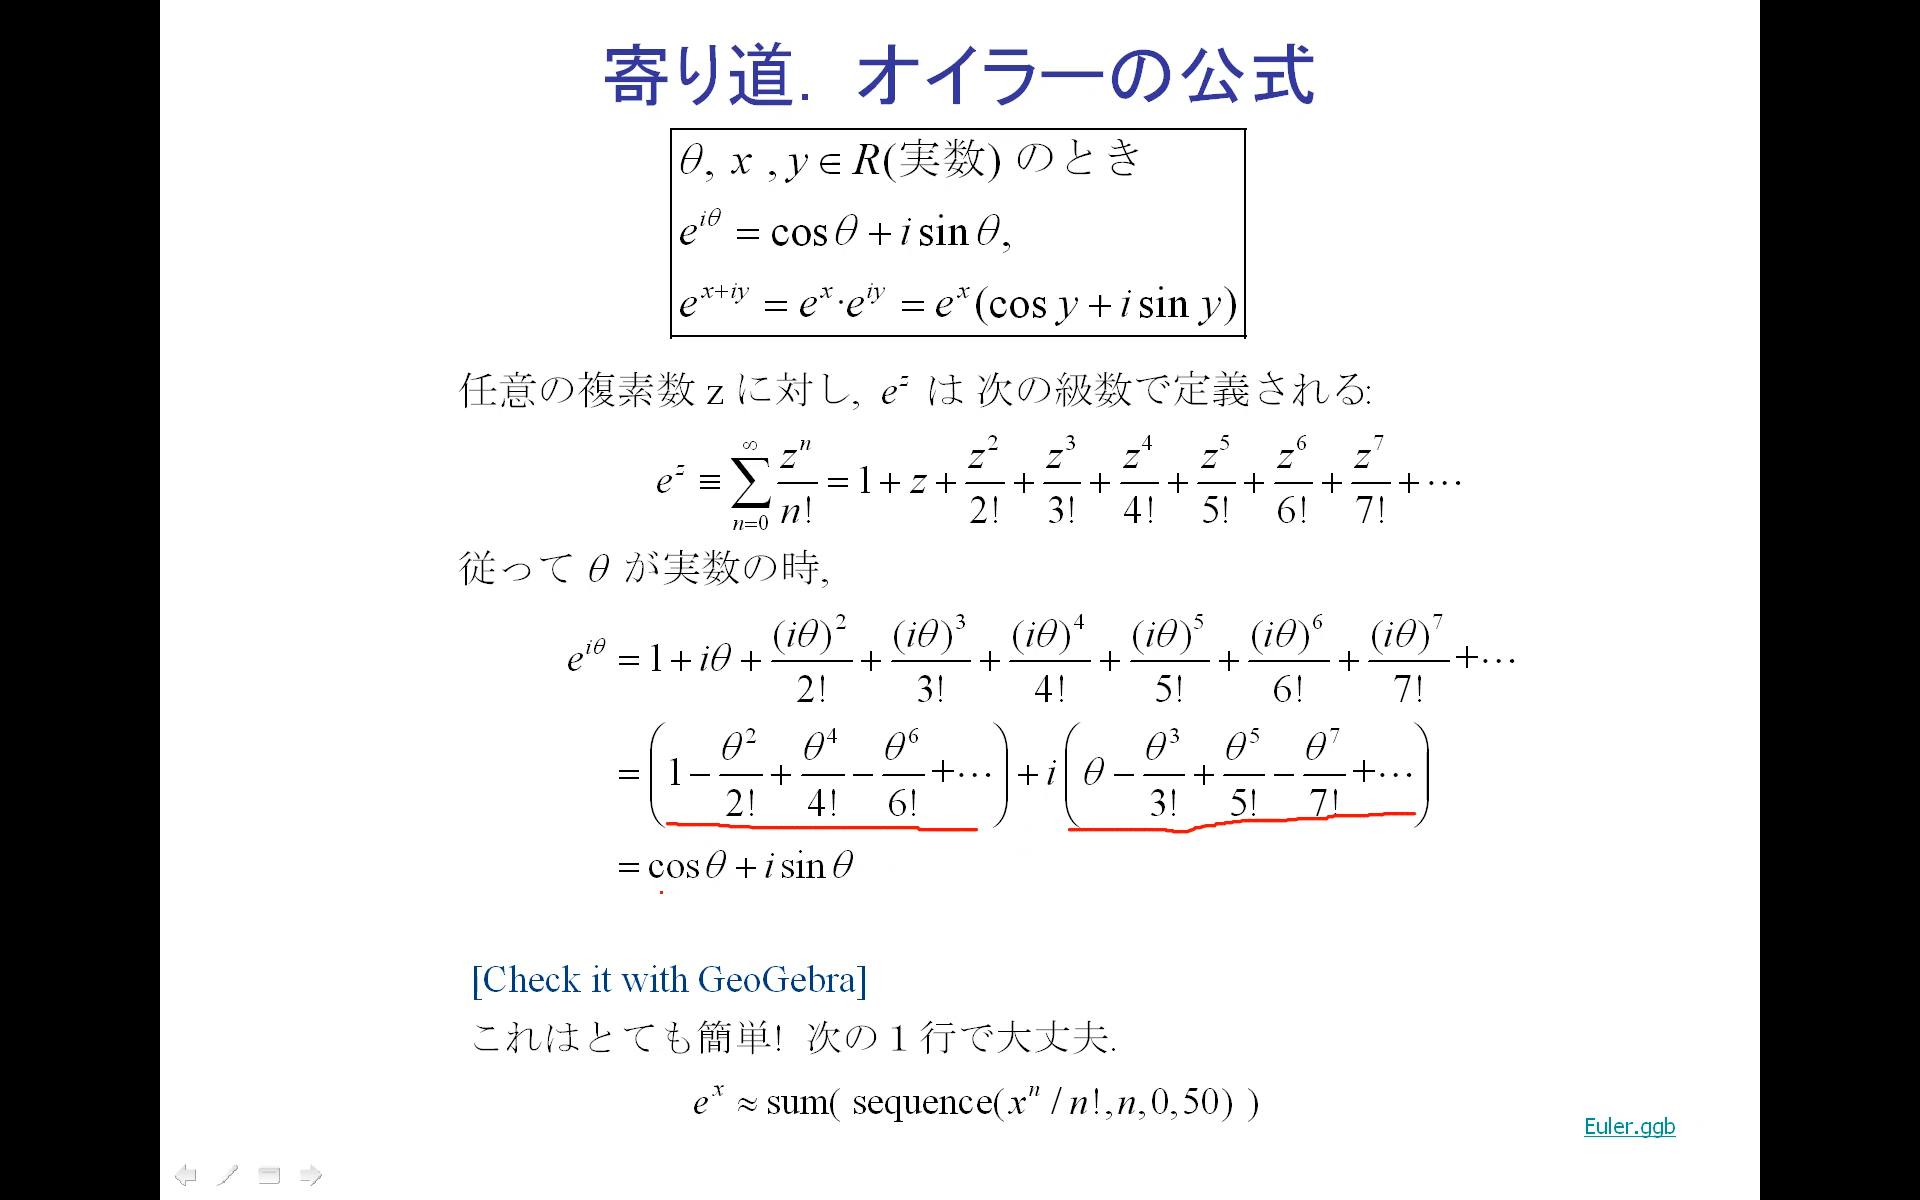 寄り道. オイラーの公式
θ, x , y ∈ R(実数) のとき
e^{iθ} = cos θ + i sin θ,
e^{x+iy} = e^x · e^{iy} = e^x (cos y + i sin y)
任意の複素数 z に対し, e^z は 次の級数で定義される:
e^z ≡ ∑_{n=0}^{∞} z^n/n! = 1 + z + z^2/2! + z^3/3! + z^4/4! + z^5/5! + z^6/6! + z^7/7! + ⋯
従って θ が実数の時,
e^{iθ} = 1 + iθ + (iθ)^2/2! + (iθ)^3/3! + (iθ)^4/4! + (iθ)^5/5! + (iθ)^6/6! + (iθ)^7/7! + ⋯
= (1 − θ^2/2! + θ^4/4! − θ^6/6! + ⋯) + i (θ − θ^3/3! + θ^5/5! − θ^7/7! + ⋯)
= cos θ + i sin θ
[Check it with GeoGebra]
これはとても簡単! 次の 1 行で大丈夫.
e^x ≈ sum( sequence(x^n / n!, n, 0, 50) )
Euler.ggb